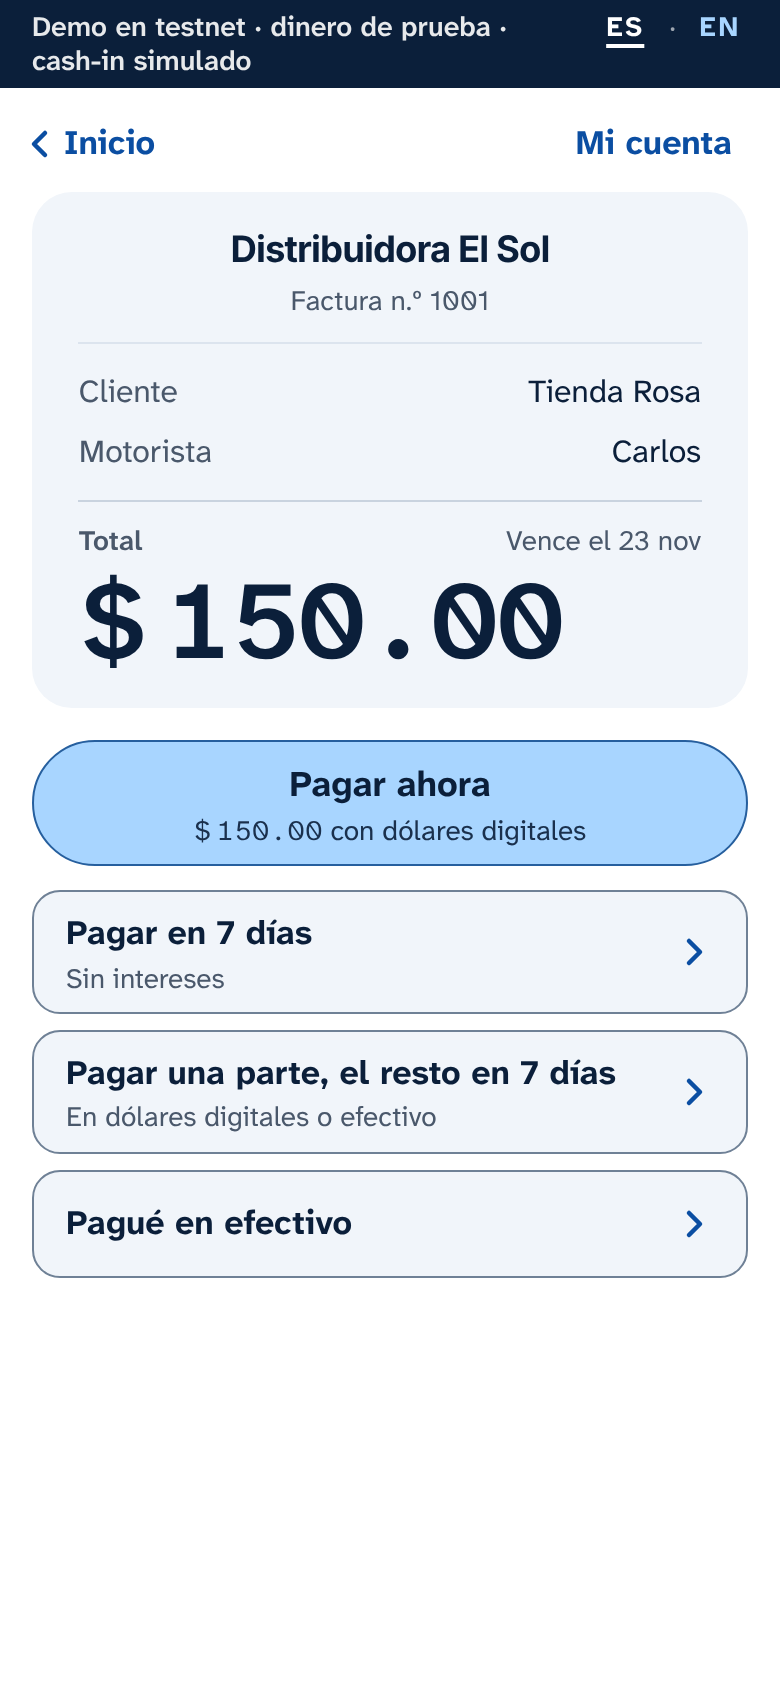 Demo en testnet · dinero de prueba ·
cash-in simulado
ES · EN
Inicio
Mi cuenta
Distribuidora El Sol
Factura n.º 1001
Cliente Tienda Rosa
Motorista Carlos
Total Vence el 23 nov
$150.00
Pagar ahora
$150.00 con dólares digitales
Pagar en 7 días
Sin intereses
Pagar una parte, el resto en 7 días
En dólares digitales o efectivo
Pagué en efectivo